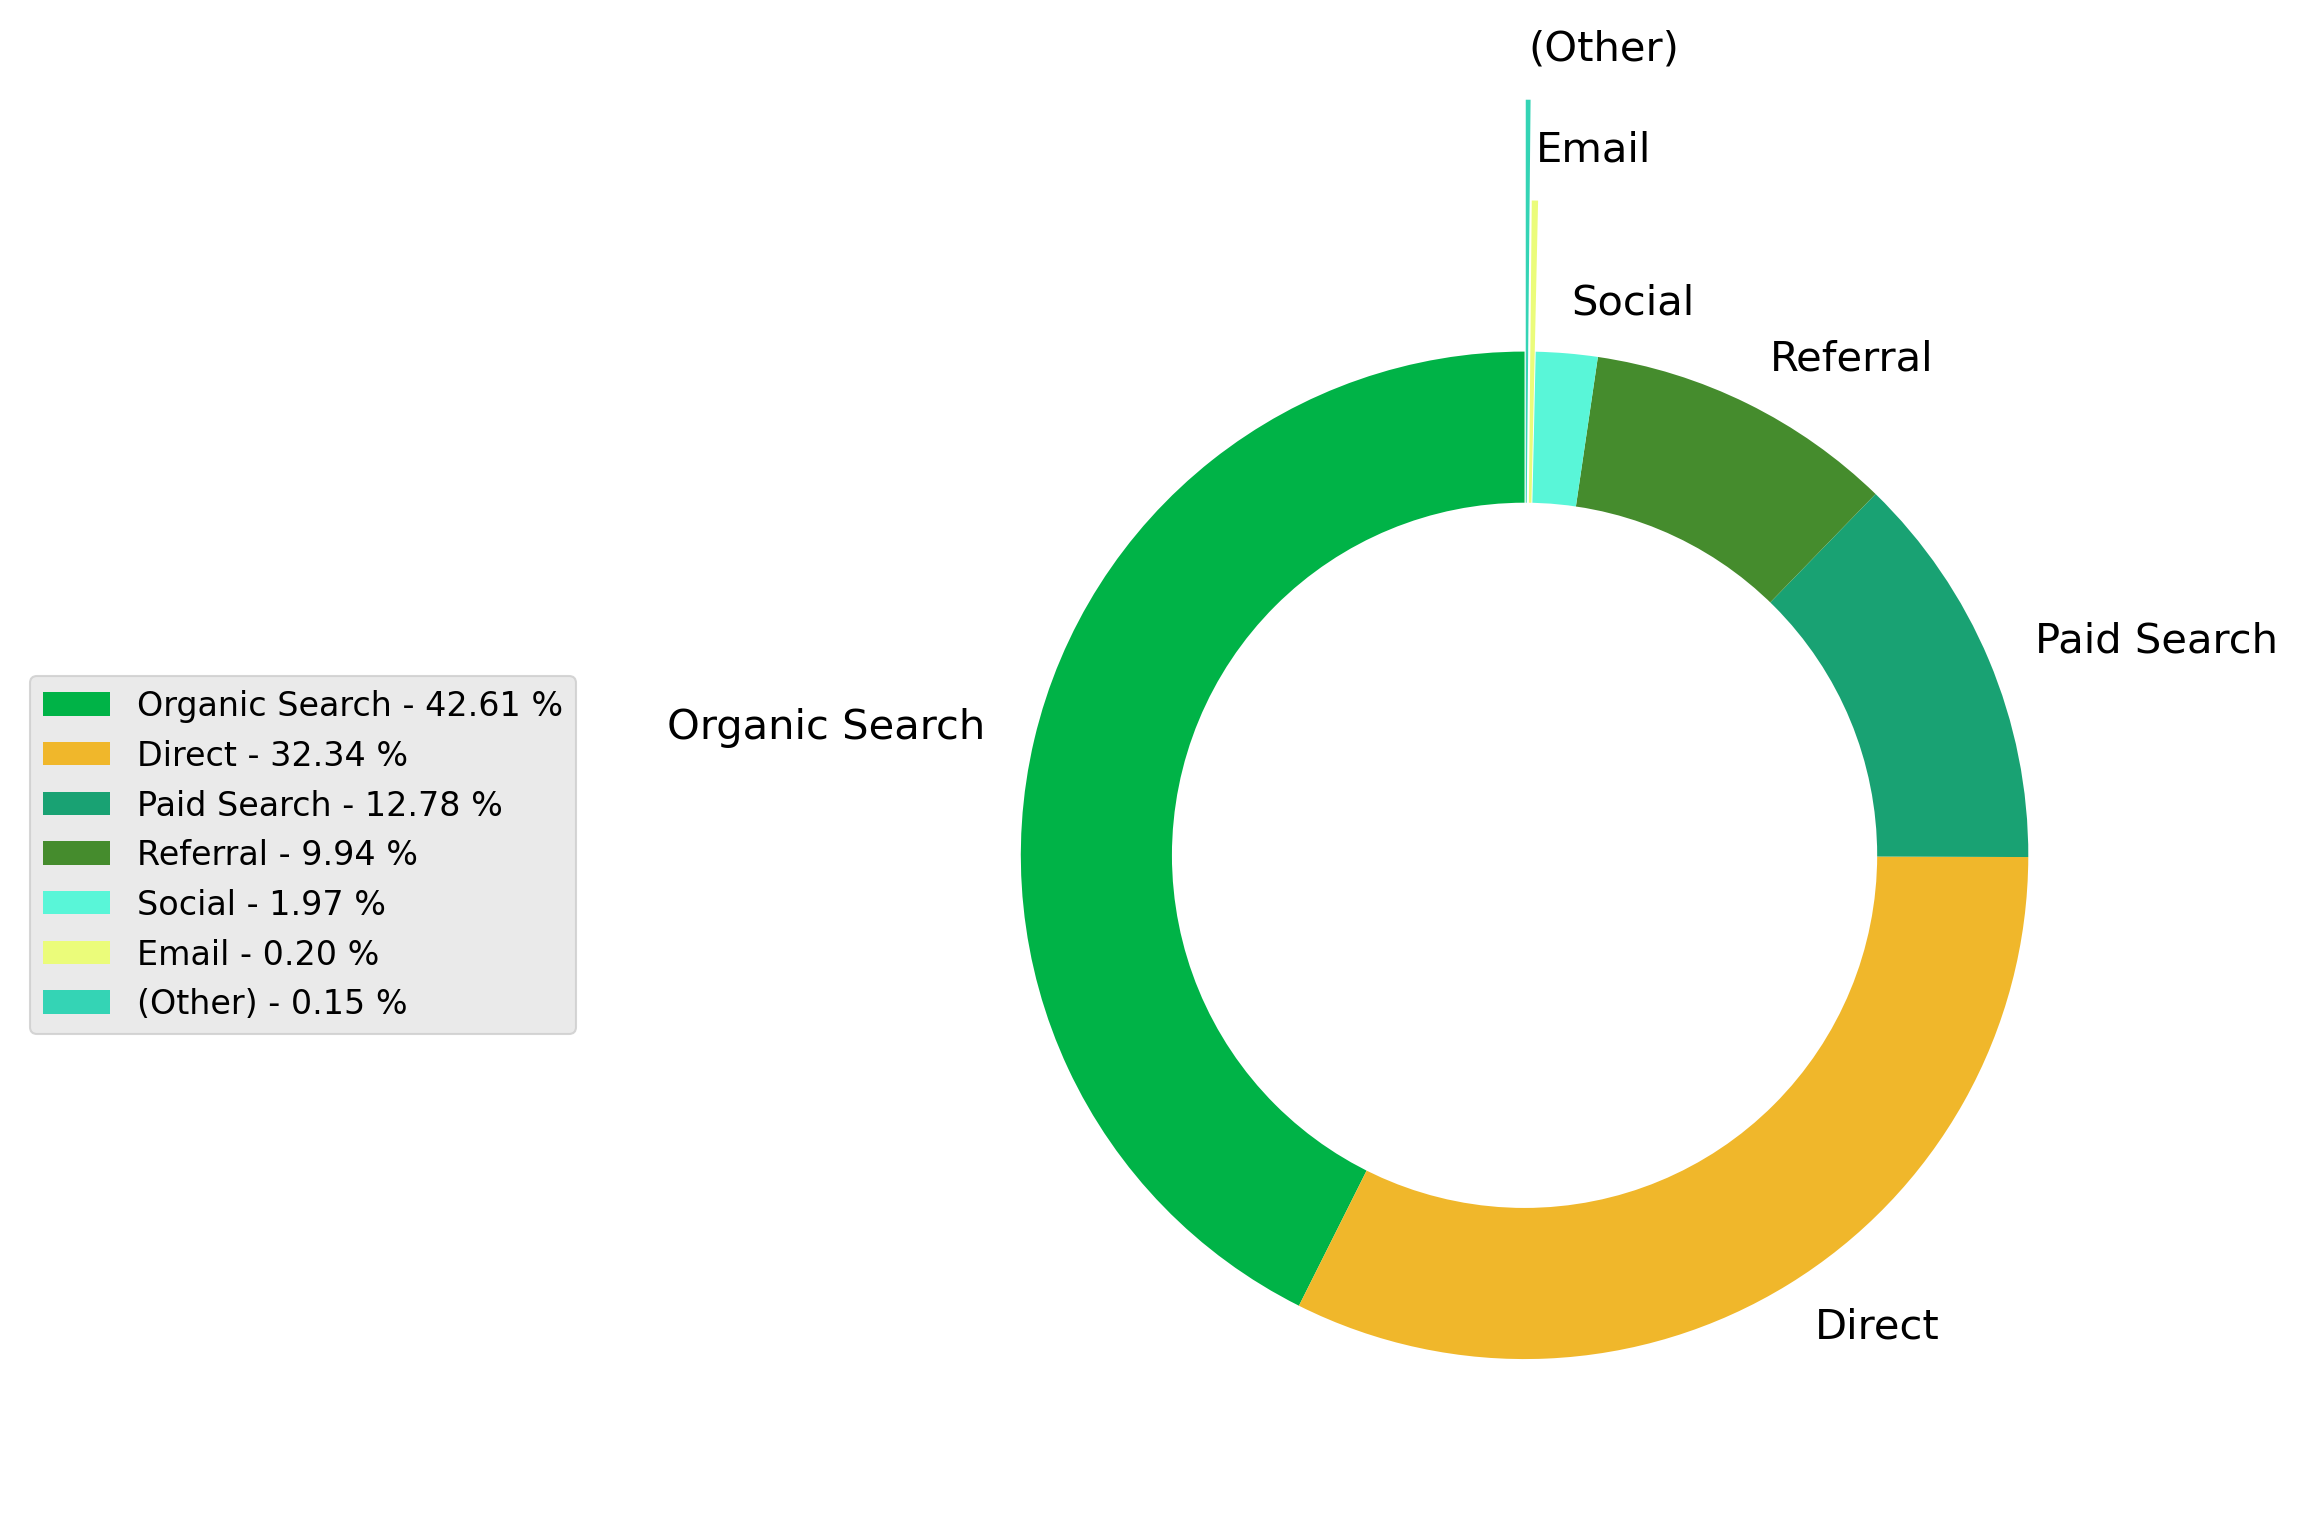 (Other)
Email
Social
Referral
Paid Search
Organic Search
Direct
Organic Search - 42.61 %
Direct - 32.34 %
Paid Search - 12.78 %
Referral - 9.94 %
Social - 1.97 %
Email - 0.20 %
(Other) - 0.15 %